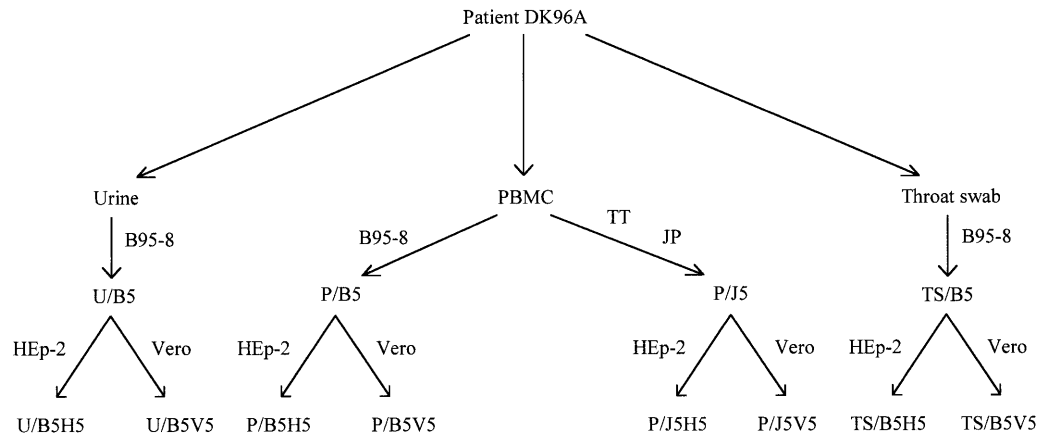 Patient DK96A
Urine
PBMC
Throat swab
B95-8
B95-8
TT
JP
B95-8
U/B5
P/B5
P/J5
TS/B5
HEp-2
Vero
HEp-2
Vero
HEp-2
Vero
HEp-2
Vero
U/B5H5
U/B5V5
P/B5H5
P/B5V5
P/J5H5
P/J5V5
TS/B5H5
TS/B5V5